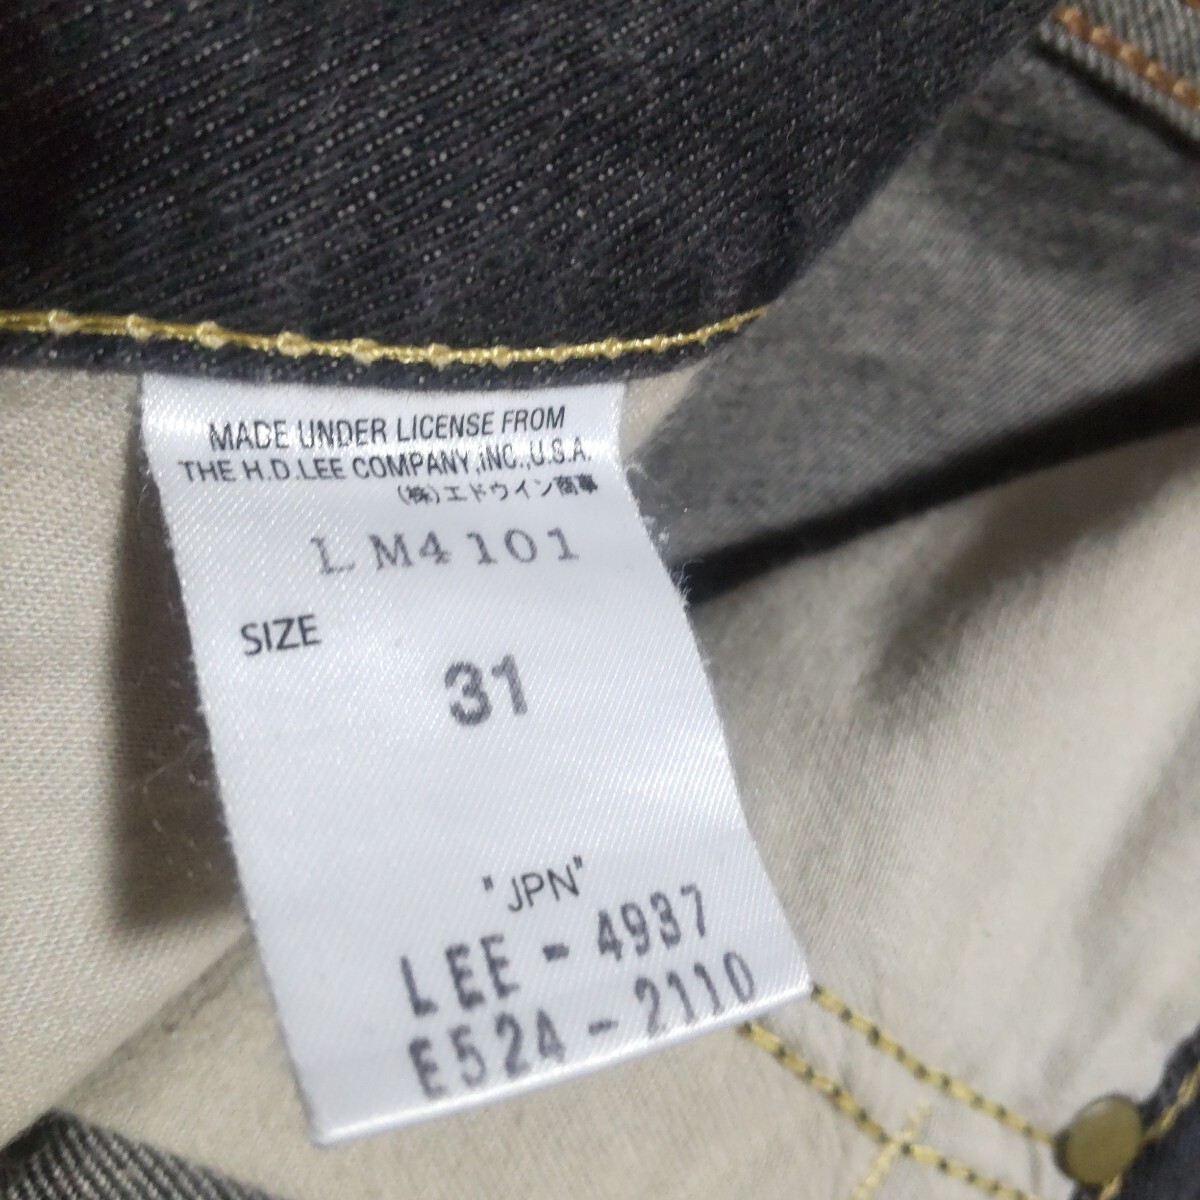 MADE UNDER LICENSE FROM
THE H.D.LEE COMPANY,INC.,U.S.A.
(株)エドウイン商事
LM4101
SIZE
31
"JPN"
LEE-4937
E524-2110